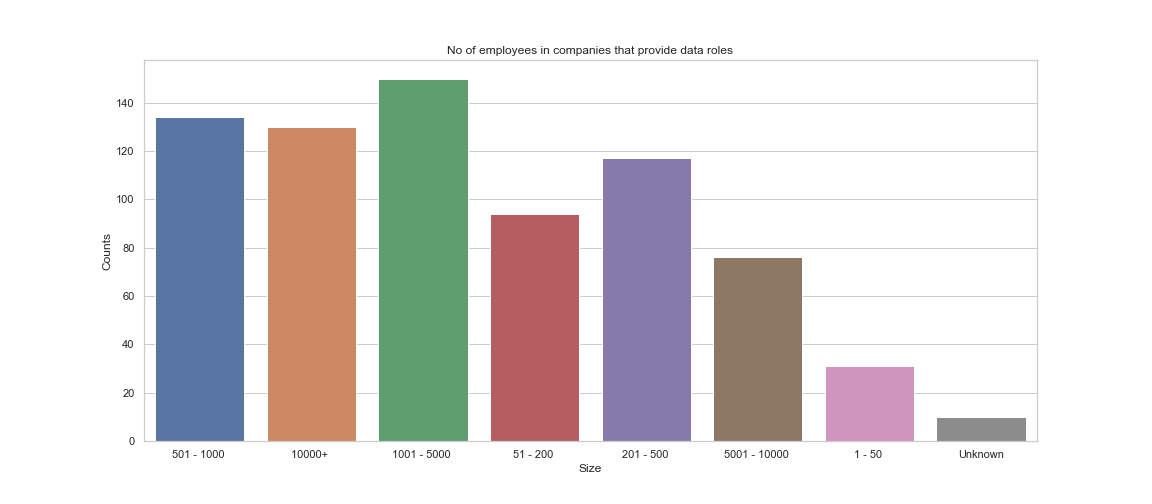 No of employees in companies that provide data roles
140
120
100
80
60
40
20
0
Counts
501 - 1000 10000+ 1001 - 5000 51 - 200 201 - 500 5001 - 10000 1 - 50 Unknown
Size